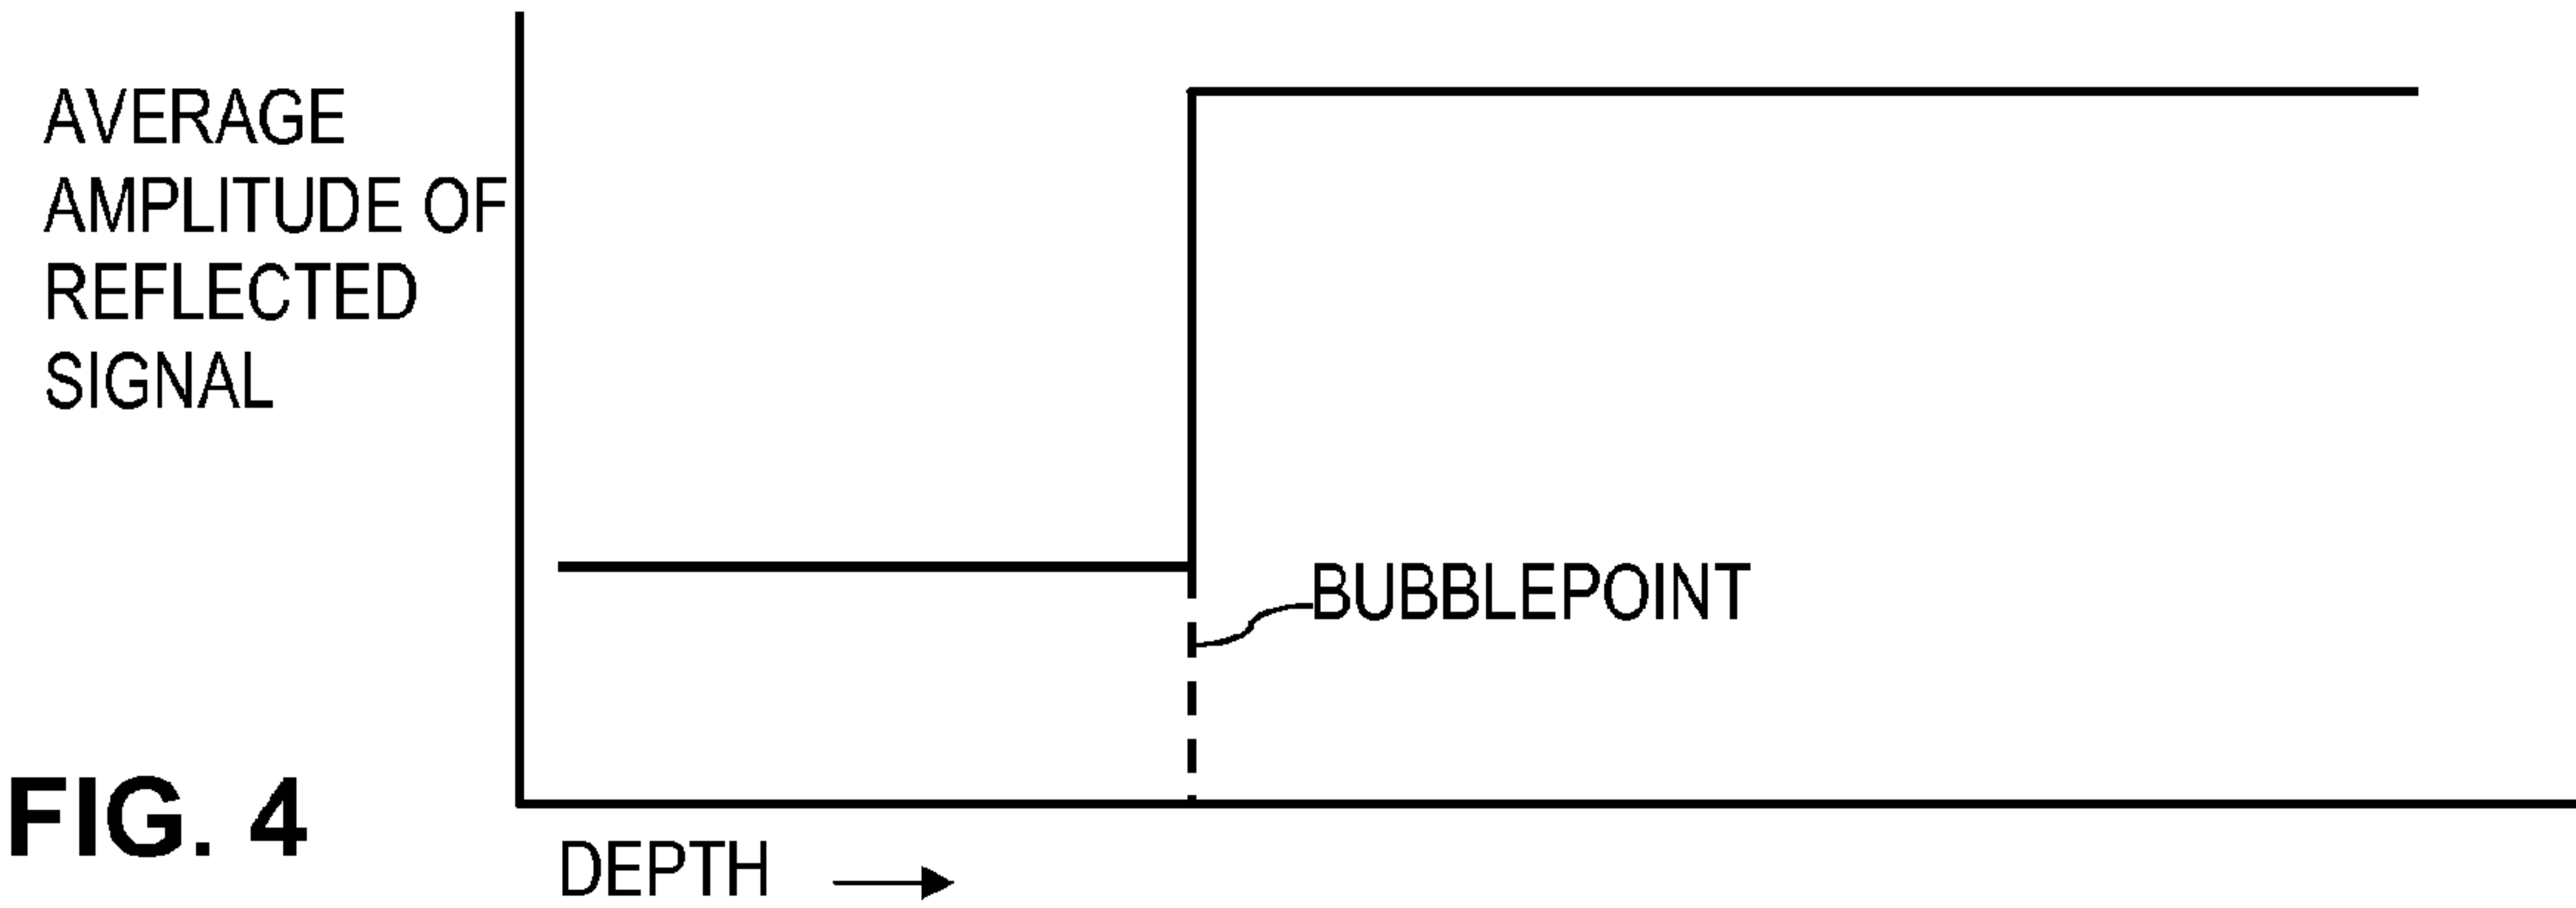 AVERAGE
AMPLITUDE OF
REFLECTED
SIGNAL
BUBBLEPOINT
FIG. 4
DEPTH